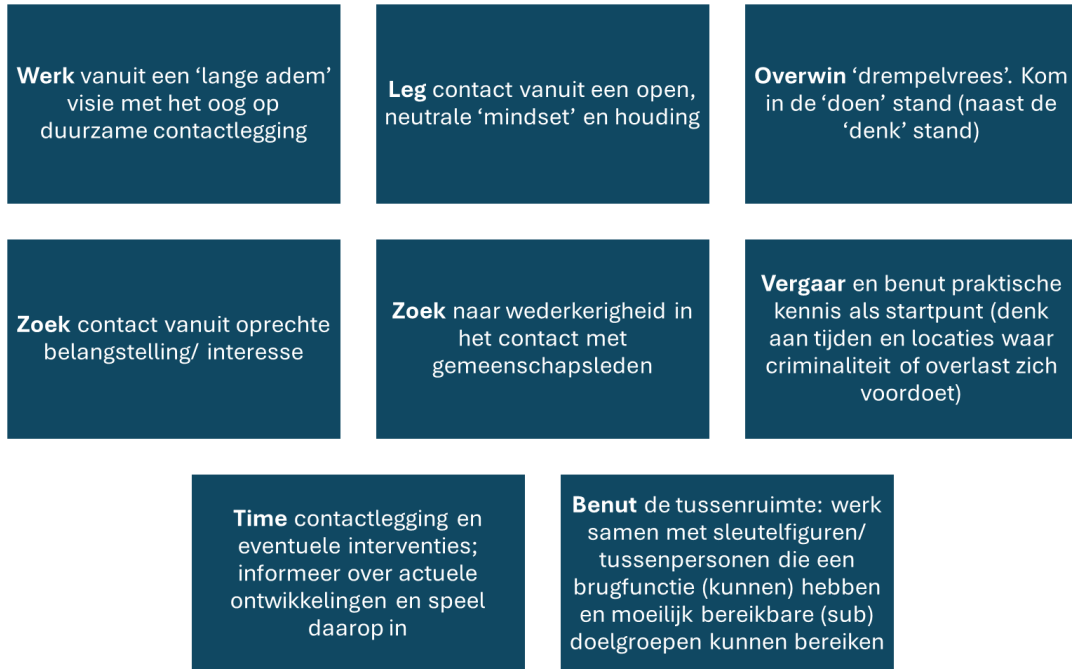 Werk vanuit een ‘lange adem’
visie met het oog op
duurzame contactlegging
Leg contact vanuit een open,
neutrale ‘mindset’ en houding
Overwin ‘drempelvrees’. Kom
in de ‘doen’ stand (naast de
‘denk’ stand)
Zoek contact vanuit oprechte
belangstelling/ interesse
Zoek naar wederkerigheid in
het contact met
gemeenschapsleden
Vergaar en benut praktische
kennis als startpunt (denk
aan tijden en locaties waar
criminaliteit of overlast zich
voordoet)
Time contactlegging en
eventuele interventies;
informeer over actuele
ontwikkelingen en speel
daarop in
Benut de tussenruimte: werk
samen met sleutelfiguren/
tussenpersonen die een
brugfunctie (kunnen) hebben
en moeilijk bereikbare (sub)
doelgroepen kunnen bereiken